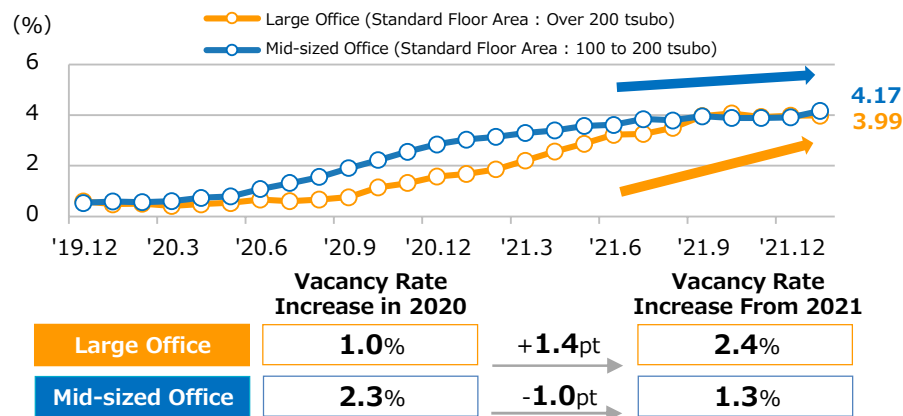 (%)
Large Office (Standard Floor Area : Over 200 tsubo)
Mid-sized Office (Standard Floor Area : 100 to 200 tsubo)
6
4
2
0
4.17
3.99
'19.12 '20.3 '20.6 '20.9 '20.12 '21.3 '21.6 '21.9 '21.12
Vacancy Rate
Increase in 2020
Vacancy Rate
Increase From 2021
Large Office 1.0% +1.4pt 2.4%
Mid-sized Office 2.3% -1.0pt 1.3%